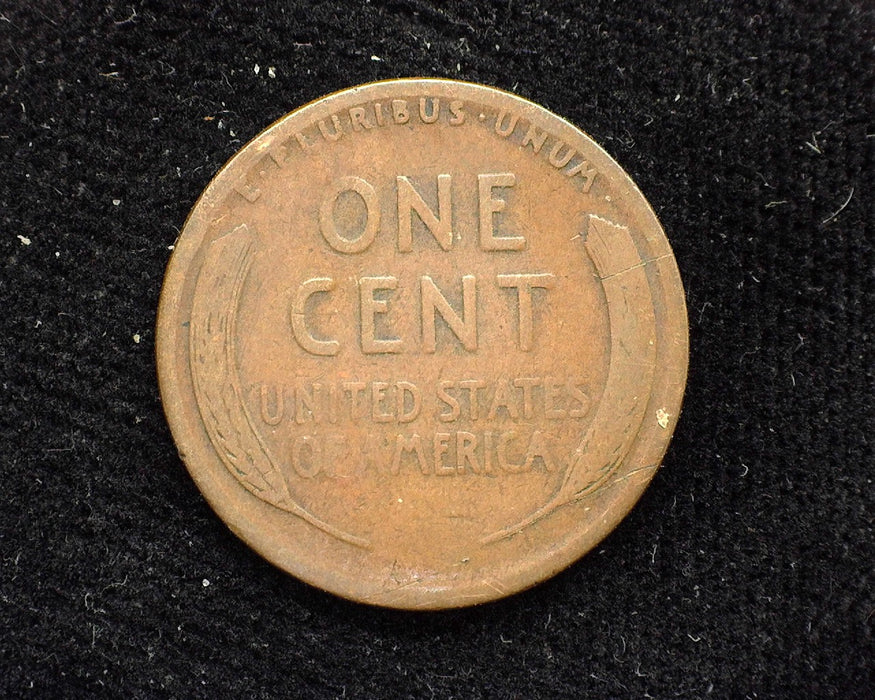 E · PLURIBUS · UNUM ·
ONE
CENT
UNITED STATES
OF AMERICA